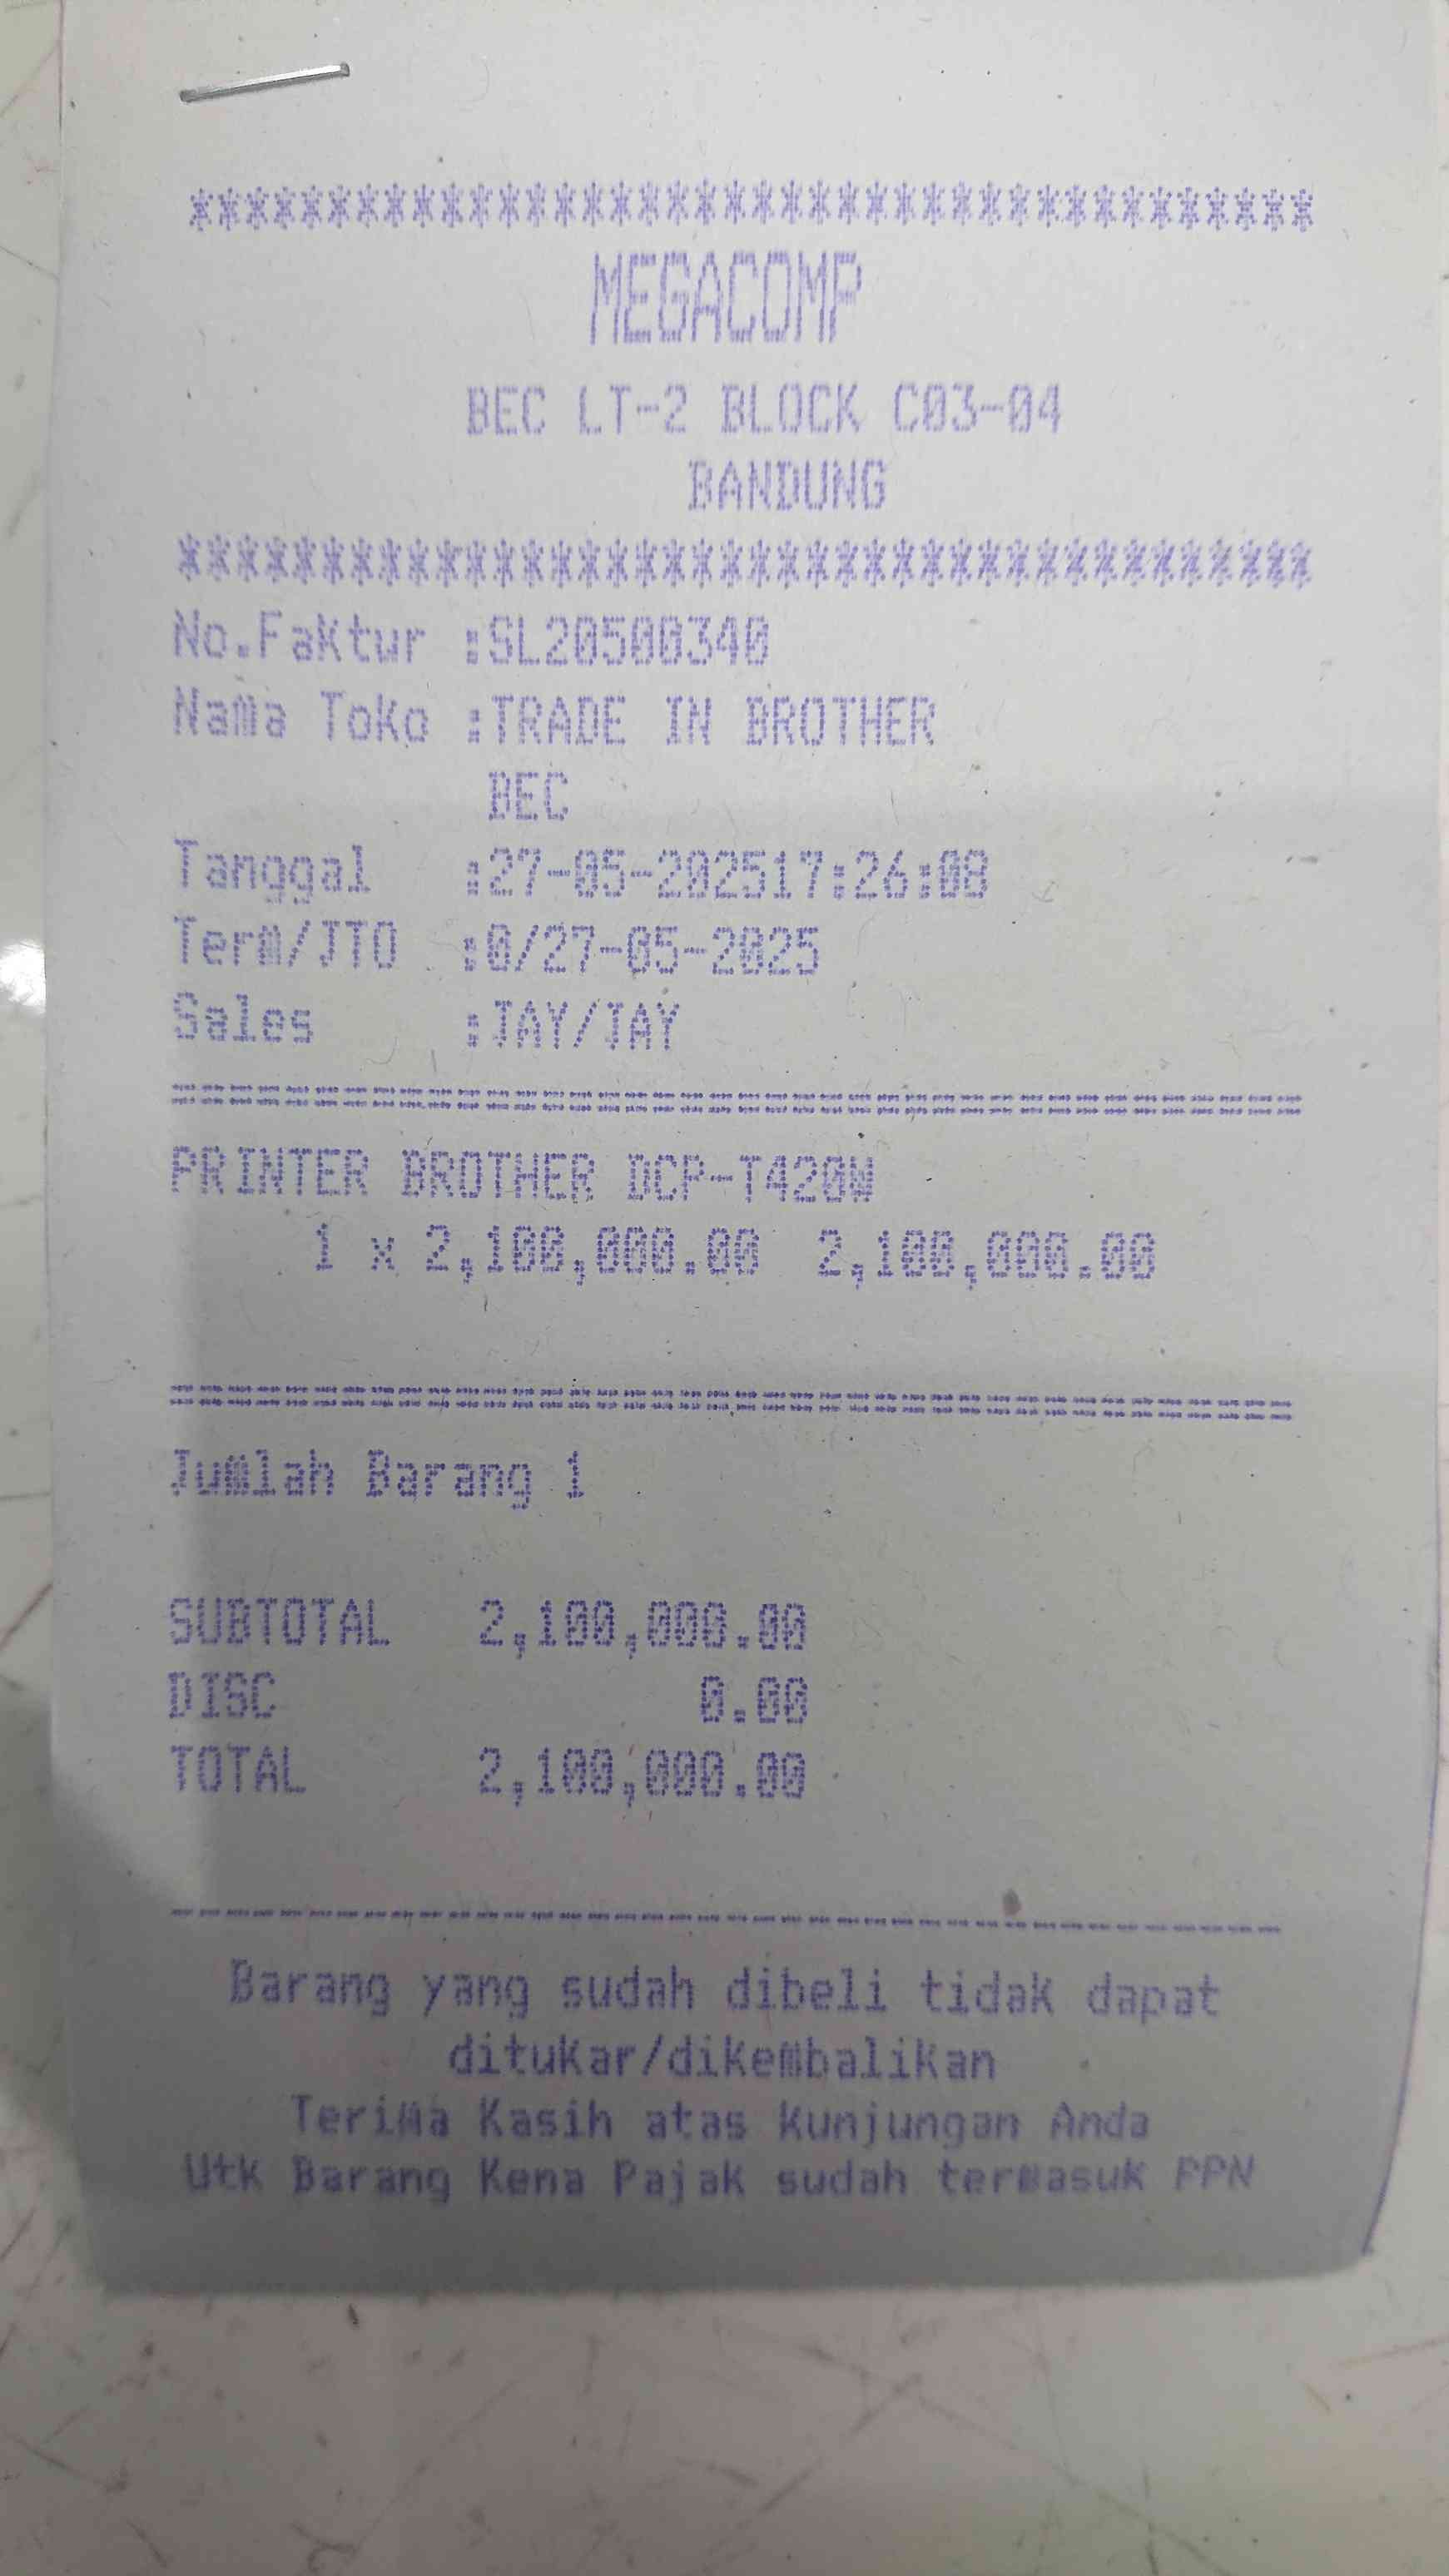 ****************************************
MEGACOMP
BEC LT-2 BLOCK C03-04
BANDUNG
****************************************
No.Faktur :SL20500340
Nama Toko :TRADE IN BROTHER
BEC
Tanggal :27-05-202517:26:08
Term/JTO :0/27-05-2025
Sales :TAY/TAY
========================================
PRINTER BROTHER DCP-T420W
1 x 2,100,000.00 2,100,000.00
========================================
Jumlah Barang 1
SUBTOTAL 2,100,000.00
DISC 0.00
TOTAL 2,100,000.00
----------------------------------------
Barang yang sudah dibeli tidak dapat
ditukar/dikembalikan
Terima Kasih atas Kunjungan Anda
Utk Barang Kena Pajak sudah termasuk PPN